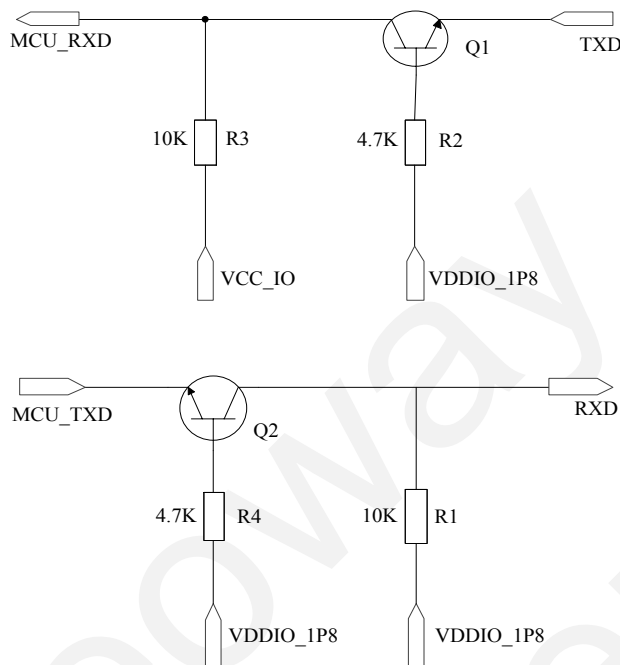 MCU_RXD
Q1
TXD
10K
R3
4.7K
R2
VCC_IO
VDDIO_1P8
MCU_TXD
Q2
RXD
4.7K
R4
10K
R1
VDDIO_1P8
VDDIO_1P8